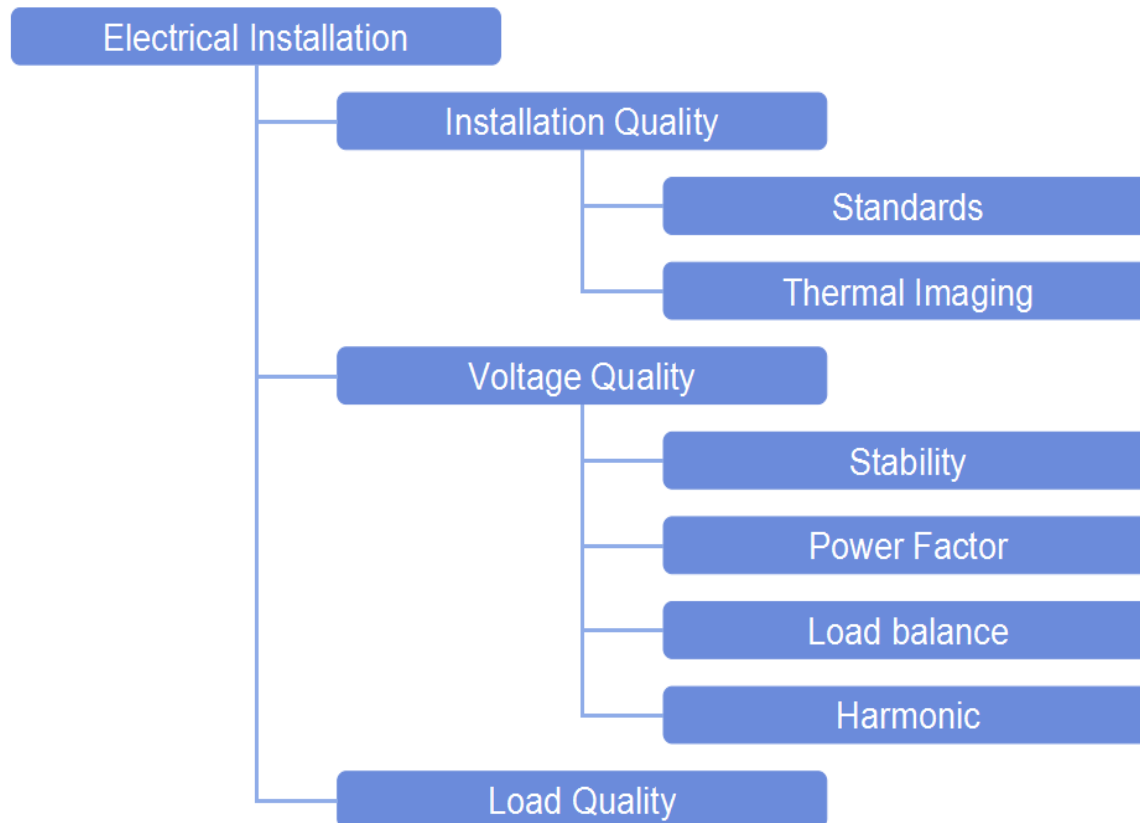 Electrical Installation
Installation Quality
Standards
Thermal Imaging
Voltage Quality
Stability
Power Factor
Load balance
Harmonic
Load Quality